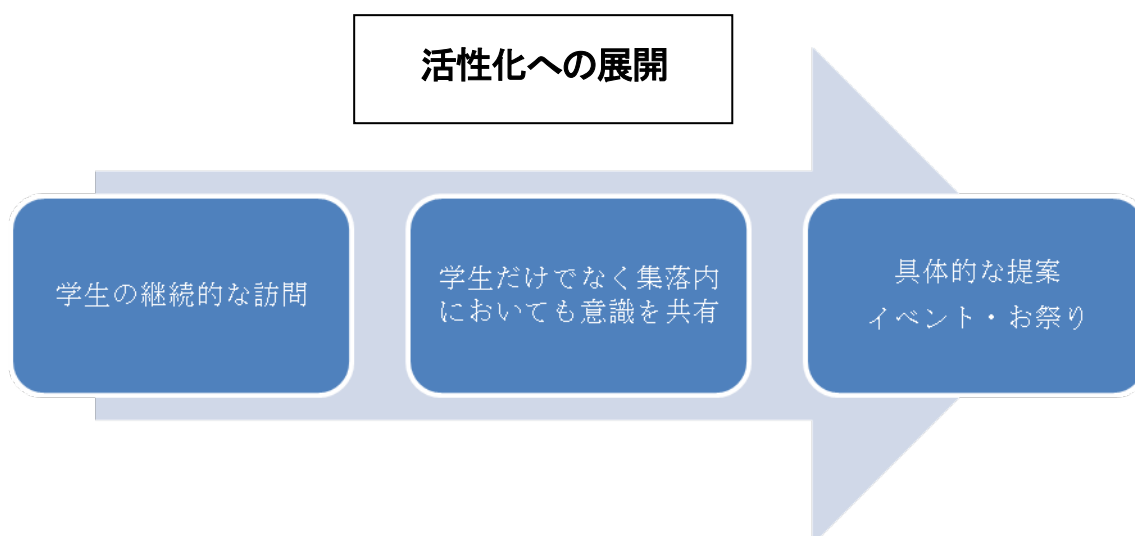 活性化への展開
学生の継続的な訪問
学生だけでなく集落内
においても意識を共有
具体的な提案
イベント・お祭り